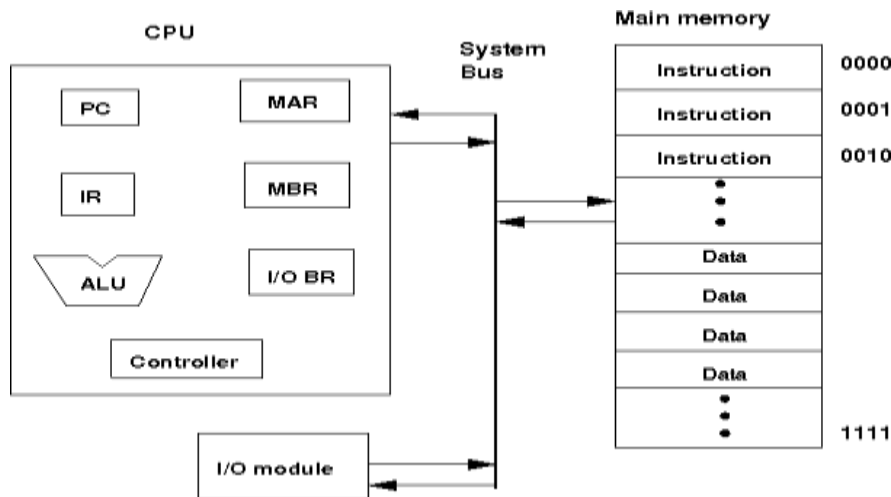 CPU
PC
MAR
IR
MBR
ALU
I/O BR
Controller
I/O module
System
Bus
Main memory
Instruction 0000
Instruction 0001
Instruction 0010
Data
Data
Data
Data
1111